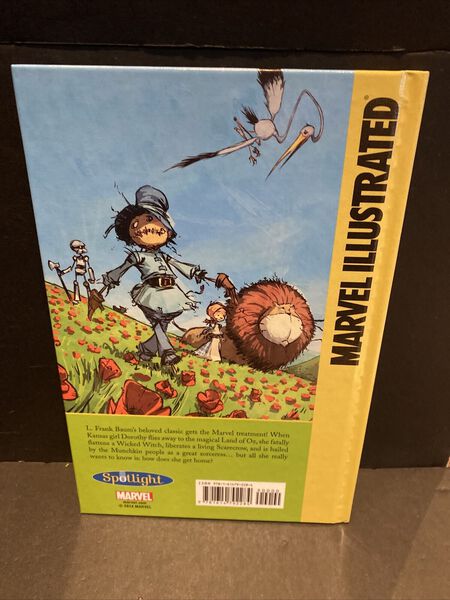 MARVEL ILLUSTRATED
L. Frank Baum's beloved classic gets the Marvel treatment! When
Kansas girl Dorothy flies away to the magical Land of Oz, she fatally
flattens a Wicked Witch, liberates a living Scarecrow, and is hailed
by the Munchkin people as a great sorceress... but all she really
wants to know is: how does she get home?
Spotlight
MARVEL
© 2014 MARVEL
ISBN
90000